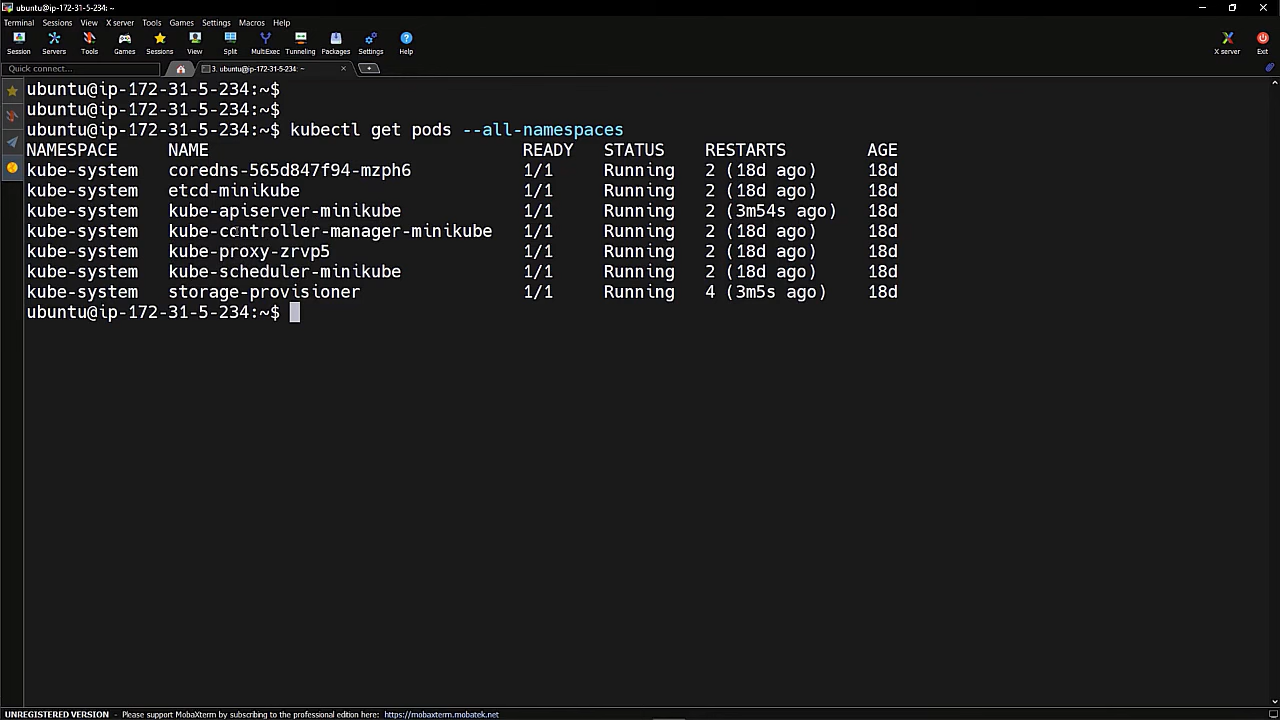 ubuntu@ip-172-31-5-234: ~
Terminal Sessions View X server Tools Games Settings Macros Help
Session Servers Tools Games Sessions View Split MultiExec Tunneling Packages Settings Help X server Exit
Quick connect... 3. ubuntu@ip-172-31-5-234: ~
ubuntu@ip-172-31-5-234:~$
ubuntu@ip-172-31-5-234:~$
ubuntu@ip-172-31-5-234:~$ kubectl get pods --all-namespaces
NAMESPACE NAME READY STATUS RESTARTS AGE
kube-system coredns-565d847f94-mzph6 1/1 Running 2 (18d ago) 18d
kube-system etcd-minikube 1/1 Running 2 (18d ago) 18d
kube-system kube-apiserver-minikube 1/1 Running 2 (3m54s ago) 18d
kube-system kube-controller-manager-minikube 1/1 Running 2 (18d ago) 18d
kube-system kube-proxy-zrvp5 1/1 Running 2 (18d ago) 18d
kube-system kube-scheduler-minikube 1/1 Running 2 (18d ago) 18d
kube-system storage-provisioner 1/1 Running 4 (3m5s ago) 18d
ubuntu@ip-172-31-5-234:~$
UNREGISTERED VERSION - Please support MobaXterm by subscribing to the professional edition here: https://mobaxterm.mobatek.net